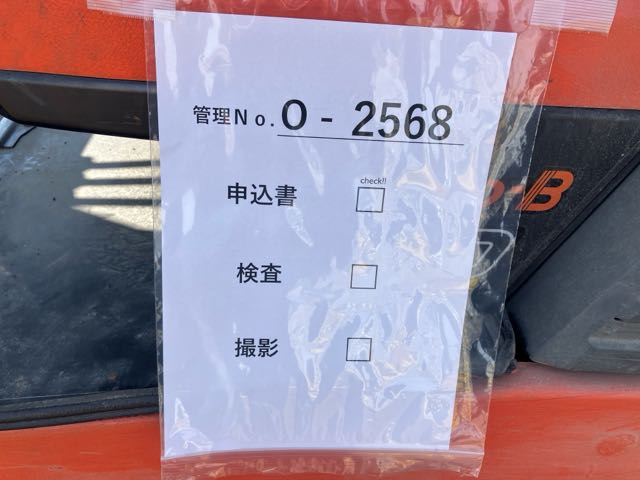 管理No. O - 2568
check!!
申込書 □
-B
検査 □
撮影 □